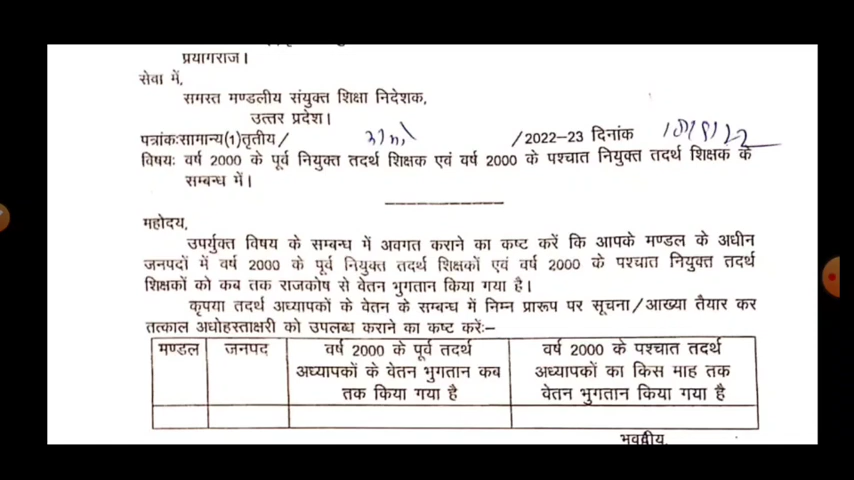 प्रयागराज।
सेवा में,
समस्त मण्डलीय संयुक्त शिक्षा निदेशक,
उत्तर प्रदेश।
पत्रांकःसामान्य(1)तृतीय/ /2022-23 दिनांक
विषयः वर्ष 2000 के पूर्व नियुक्त तदर्थ शिक्षक एवं वर्ष 2000 के पश्चात नियुक्त तदर्थ शिक्षक के
सम्बन्ध में।
महोदय,
उपर्युक्त विषय के सम्बन्ध में अवगत कराने का कष्ट करें कि आपके मण्डल के अधीन
जनपदों में वर्ष 2000 के पूर्व नियुक्त तदर्थ शिक्षकों एवं वर्ष 2000 के पश्चात नियुक्त तदर्थ
शिक्षकों को कब तक राजकोष से वेतन भुगतान किया गया है।
कृपया तदर्थ अध्यापकों के वेतन के सम्बन्ध में निम्न प्रारूप पर सूचना/आख्या तैयार कर
तत्काल अधोहस्ताक्षरी को उपलब्ध कराने का कष्ट करेंः-
मण्डल जनपद वर्ष 2000 के पूर्व तदर्थ वर्ष 2000 के पश्चात तदर्थ
अध्यापकों के वेतन भुगतान कब अध्यापकों का किस माह तक
तक किया गया है वेतन भुगतान किया गया है
भवदीय,